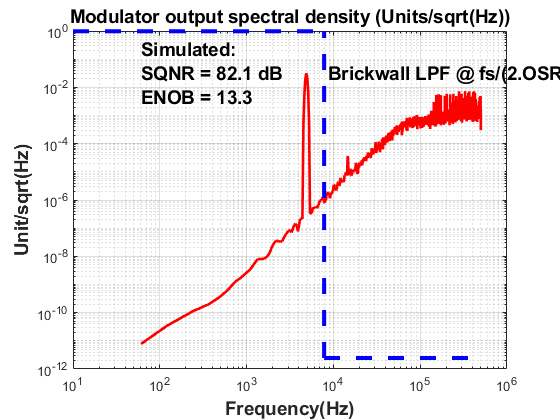 Modulator output spectral density (Units/sqrt(Hz))
Simulated:
SQNR = 82.1 dB
ENOB = 13.3
Brickwall LPF @ fs/(2.OSR
Unit/sqrt(Hz)
10^0
10^-2
10^-4
10^-6
10^-8
10^-10
10^-12
10^1
10^2
10^3
10^4
10^5
10^6
Frequency(Hz)